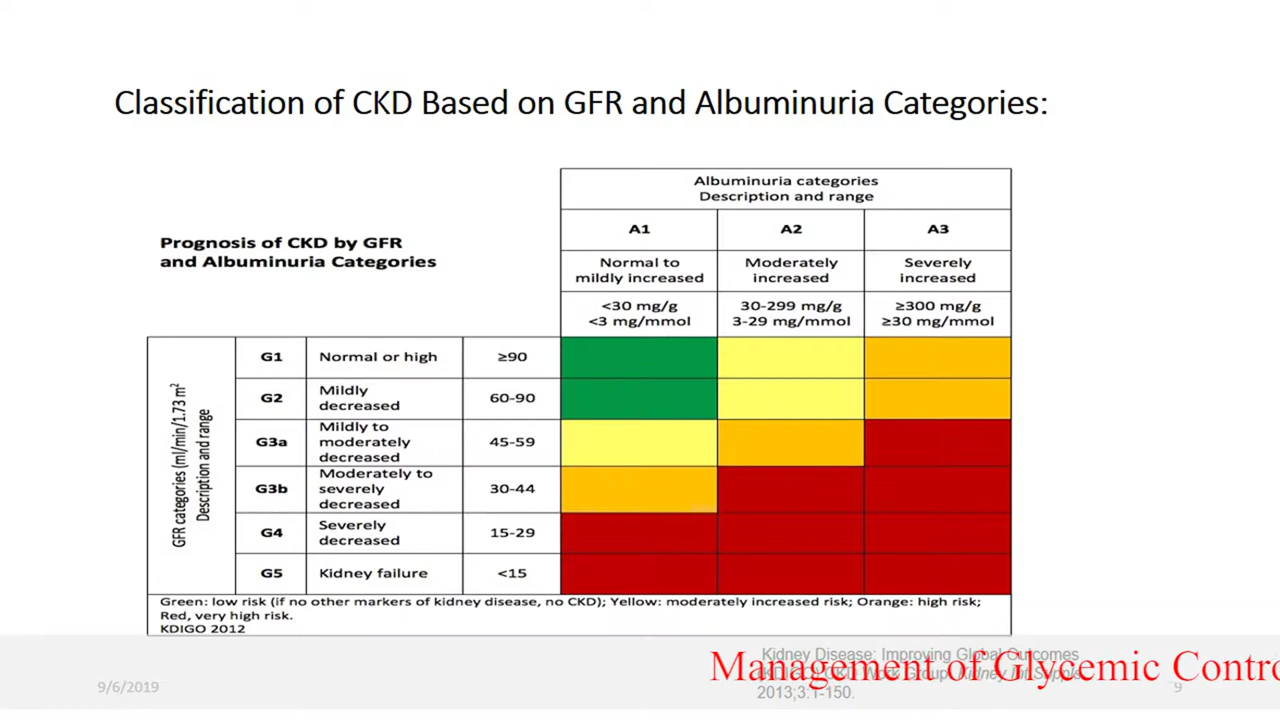 Classification of CKD Based on GFR and Albuminuria Categories:
Albuminuria categories
Description and range
Prognosis of CKD by GFR
and Albuminuria Categories
A1
A2
A3
Normal to
mildly increased
Moderately
increased
Severely
increased
<30 mg/g
<3 mg/mmol
30-299 mg/g
3-29 mg/mmol
≥300 mg/g
≥30 mg/mmol
GFR categories (ml/min/1.73 m²
Description and range
G1
Normal or high
≥90
G2
Mildly
decreased
60-90
G3a
Mildly to
moderately
decreased
45-59
G3b
Moderately to
severely
decreased
30-44
G4
Severely
decreased
15-29
G5
Kidney failure
<15
Green: low risk (if no other markers of kidney disease, no CKD); Yellow: moderately increased risk; Orange: high risk;
Red, very high risk.
KDIGO 2012
Kidney Disease: Improving Global Outcomes
CKD Work Group. Kidney Int Suppls
2013;3:1-150.
Management of Glycemic Contro
9/6/2019
9